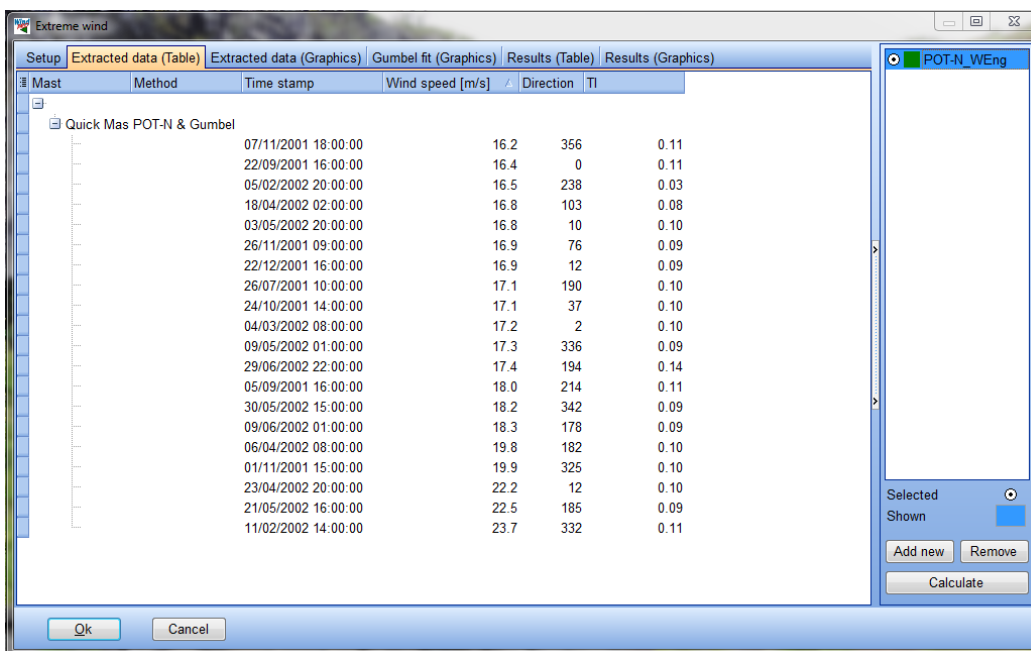 Wind Extreme wind
Setup Extracted data (Table) Extracted data (Graphics) Gumbel fit (Graphics) Results (Table) Results (Graphics)
Mast Method Time stamp Wind speed [m/s] Direction TI
Quick Mas POT-N & Gumbel
07/11/2001 18:00:00 16.2 356 0.11
22/09/2001 16:00:00 16.4 0 0.11
05/02/2002 20:00:00 16.5 238 0.03
18/04/2002 02:00:00 16.8 103 0.08
03/05/2002 20:00:00 16.8 10 0.10
26/11/2001 09:00:00 16.9 76 0.09
22/12/2001 16:00:00 16.9 12 0.09
26/07/2001 10:00:00 17.1 190 0.10
24/10/2001 14:00:00 17.1 37 0.10
04/03/2002 08:00:00 17.2 2 0.10
09/05/2002 01:00:00 17.3 336 0.09
29/06/2002 22:00:00 17.4 194 0.14
05/09/2001 16:00:00 18.0 214 0.11
30/05/2002 15:00:00 18.2 342 0.09
09/06/2002 01:00:00 18.3 178 0.09
06/04/2002 08:00:00 19.8 182 0.10
01/11/2001 15:00:00 19.9 325 0.10
23/04/2002 20:00:00 22.2 12 0.10
21/05/2002 16:00:00 22.5 185 0.09
11/02/2002 14:00:00 23.7 332 0.11
Ok Cancel
POT-N_WEng
Selected
Shown
Add new Remove
Calculate